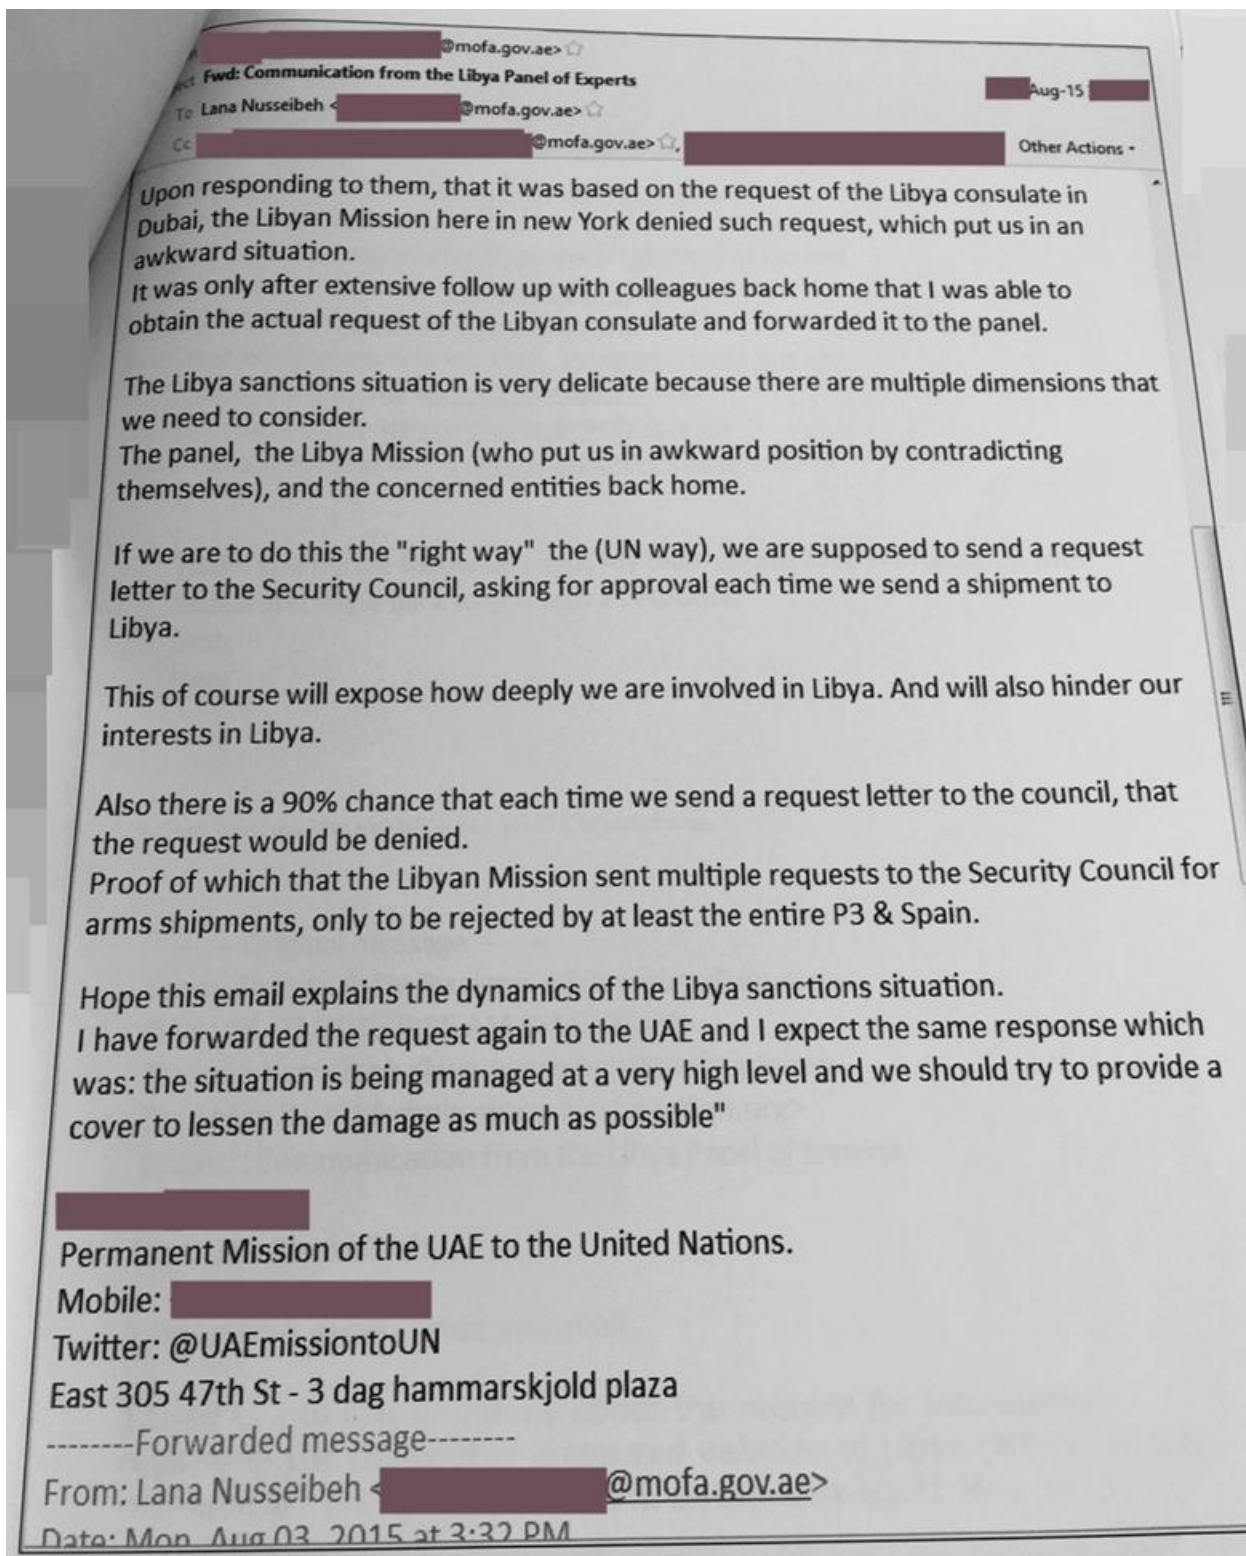 @mofa.gov.ae>
Fwd: Communication from the Libya Panel of Experts
Aug-15
To Lana Nusseibeh < @mofa.gov.ae>
Cc @mofa.gov.ae> ,
Other Actions
Upon responding to them, that it was based on the request of the Libya consulate in
Dubai, the Libyan Mission here in new York denied such request, which put us in an
awkward situation.
It was only after extensive follow up with colleagues back home that I was able to
obtain the actual request of the Libyan consulate and forwarded it to the panel.
The Libya sanctions situation is very delicate because there are multiple dimensions that
we need to consider.
The panel, the Libya Mission (who put us in awkward position by contradicting
themselves), and the concerned entities back home.
If we are to do this the "right way" the (UN way), we are supposed to send a request
letter to the Security Council, asking for approval each time we send a shipment to
Libya.
This of course will expose how deeply we are involved in Libya. And will also hinder our
interests in Libya.
Also there is a 90% chance that each time we send a request letter to the council, that
the request would be denied.
Proof of which that the Libyan Mission sent multiple requests to the Security Council for
arms shipments, only to be rejected by at least the entire P3 & Spain.
Hope this email explains the dynamics of the Libya sanctions situation.
I have forwarded the request again to the UAE and I expect the same response which
was: the situation is being managed at a very high level and we should try to provide a
cover to lessen the damage as much as possible"
Permanent Mission of the UAE to the United Nations.
Mobile:
Twitter: @UAEmissiontoUN
East 305 47th St - 3 dag hammarskjold plaza
--------Forwarded message--------
From: Lana Nusseibeh < @mofa.gov.ae>
Date: Mon, Aug 03, 2015 at 3:32 PM